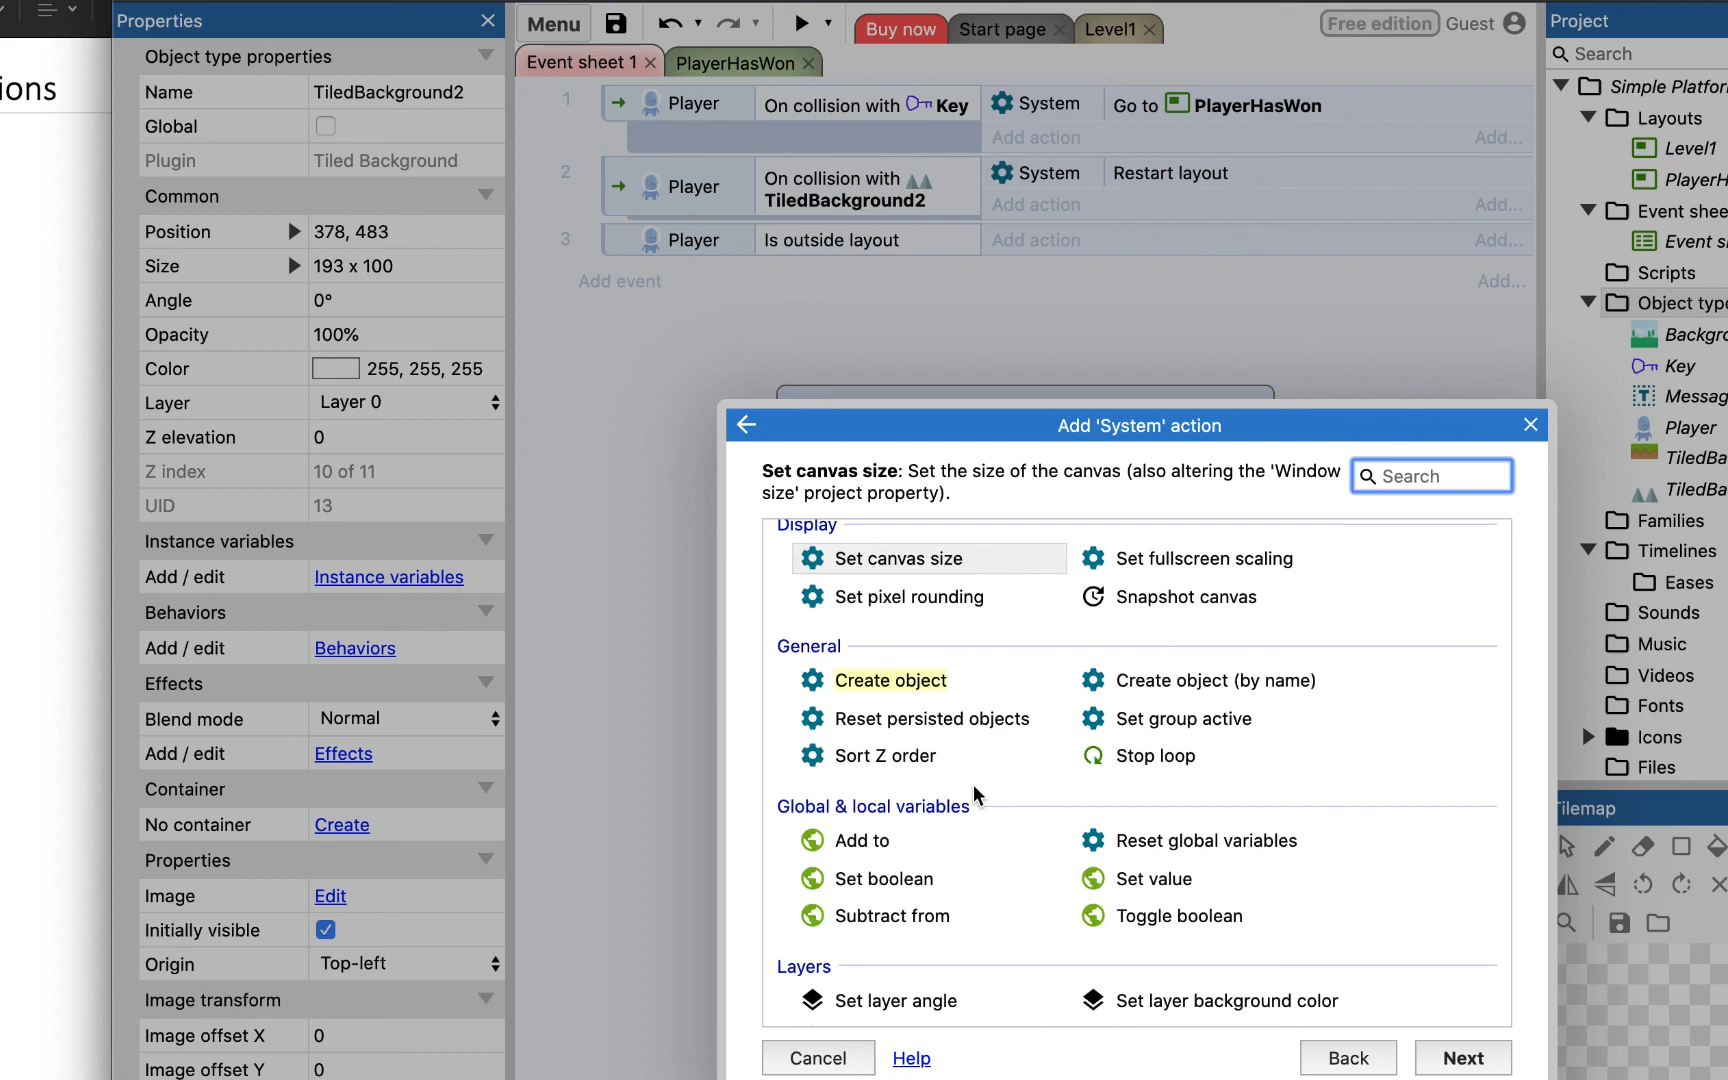 ions
Properties
Object type properties
Name TiledBackground2
Global
Plugin Tiled Background
Common
Position 378, 483
Size 193 x 100
Angle 0°
Opacity 100%
Color 255, 255, 255
Layer Layer 0
Z elevation 0
Z index 10 of 11
UID 13
Instance variables
Add / edit Instance variables
Behaviors
Add / edit Behaviors
Effects
Blend mode Normal
Add / edit Effects
Container
No container Create
Properties
Image Edit
Initially visible
Origin Top-left
Image transform
Image offset X 0
Image offset Y 0
Menu
Buy now
Start page
Level1
Free edition
Guest
Event sheet 1
PlayerHasWon
1 Player On collision with Key System Go to PlayerHasWon
Add action Add...
2 Player On collision with TiledBackground2 System Restart layout
Add action Add...
3 Player Is outside layout Add action Add...
Add event Add...
Add 'System' action
Set canvas size: Set the size of the canvas (also altering the 'Window
size' project property).
Search
Display
Set canvas size Set fullscreen scaling
Set pixel rounding Snapshot canvas
General
Create object Create object (by name)
Reset persisted objects Set group active
Sort Z order Stop loop
Global & local variables
Add to Reset global variables
Set boolean Set value
Subtract from Toggle boolean
Layers
Set layer angle Set layer background color
Cancel Help Back Next
Project
Search
Simple Platfor
Layouts
Level1
PlayerH
Event shee
Event s
Scripts
Object type
Backgro
Key
Messag
Player
TiledBa
TiledBa
Families
Timelines
Eases
Sounds
Music
Videos
Fonts
Icons
Files
Tilemap